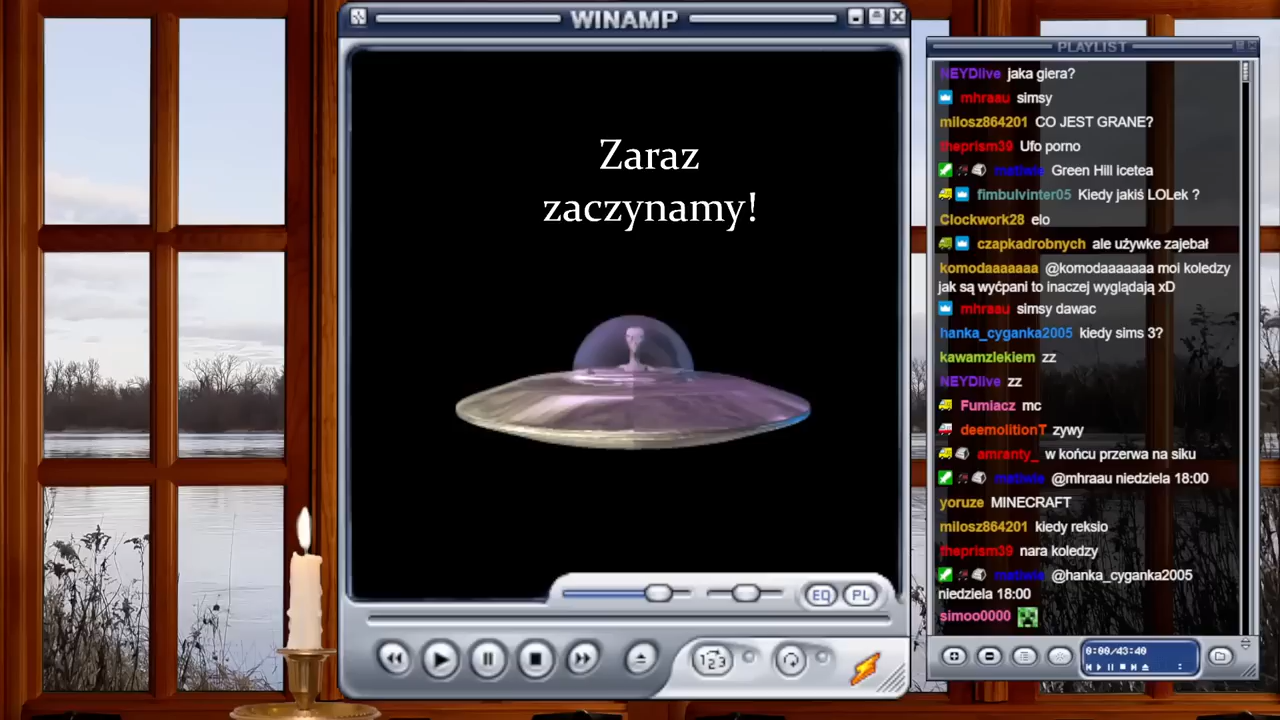 WINAMP
Zaraz
zaczynamy!
EQ
PL
123
PLAYLIST
NEYDlive jaka giera?
mhraau simsy
milosz864201 CO JEST GRANE?
theprism39 Ufo porno
mattwie Green Hill icetea
fimbulvinter05 Kiedy jakiś LOLek ?
Clockwork28 elo
czapkadrobnych ale używke zajebał
komodaaaaaaa @komodaaaaaaa moi koledzy
jak są wyćpani to inaczej wyglądają xD
mhraau simsy dawac
hanka_cyganka2005 kiedy sims 3?
kawamzlekiem zz
NEYDlive zz
Fumiacz mc
deemolitionT zywy
amranty_ w końcu przerwa na siku
@mhraau niedziela 18:00
yoruze MINECRAFT
milosz864201 kiedy reksio
theprism39 nara koledzy
@hanka_cyganka2005
niedziela 18:00
simoo0000
0:00/43:40